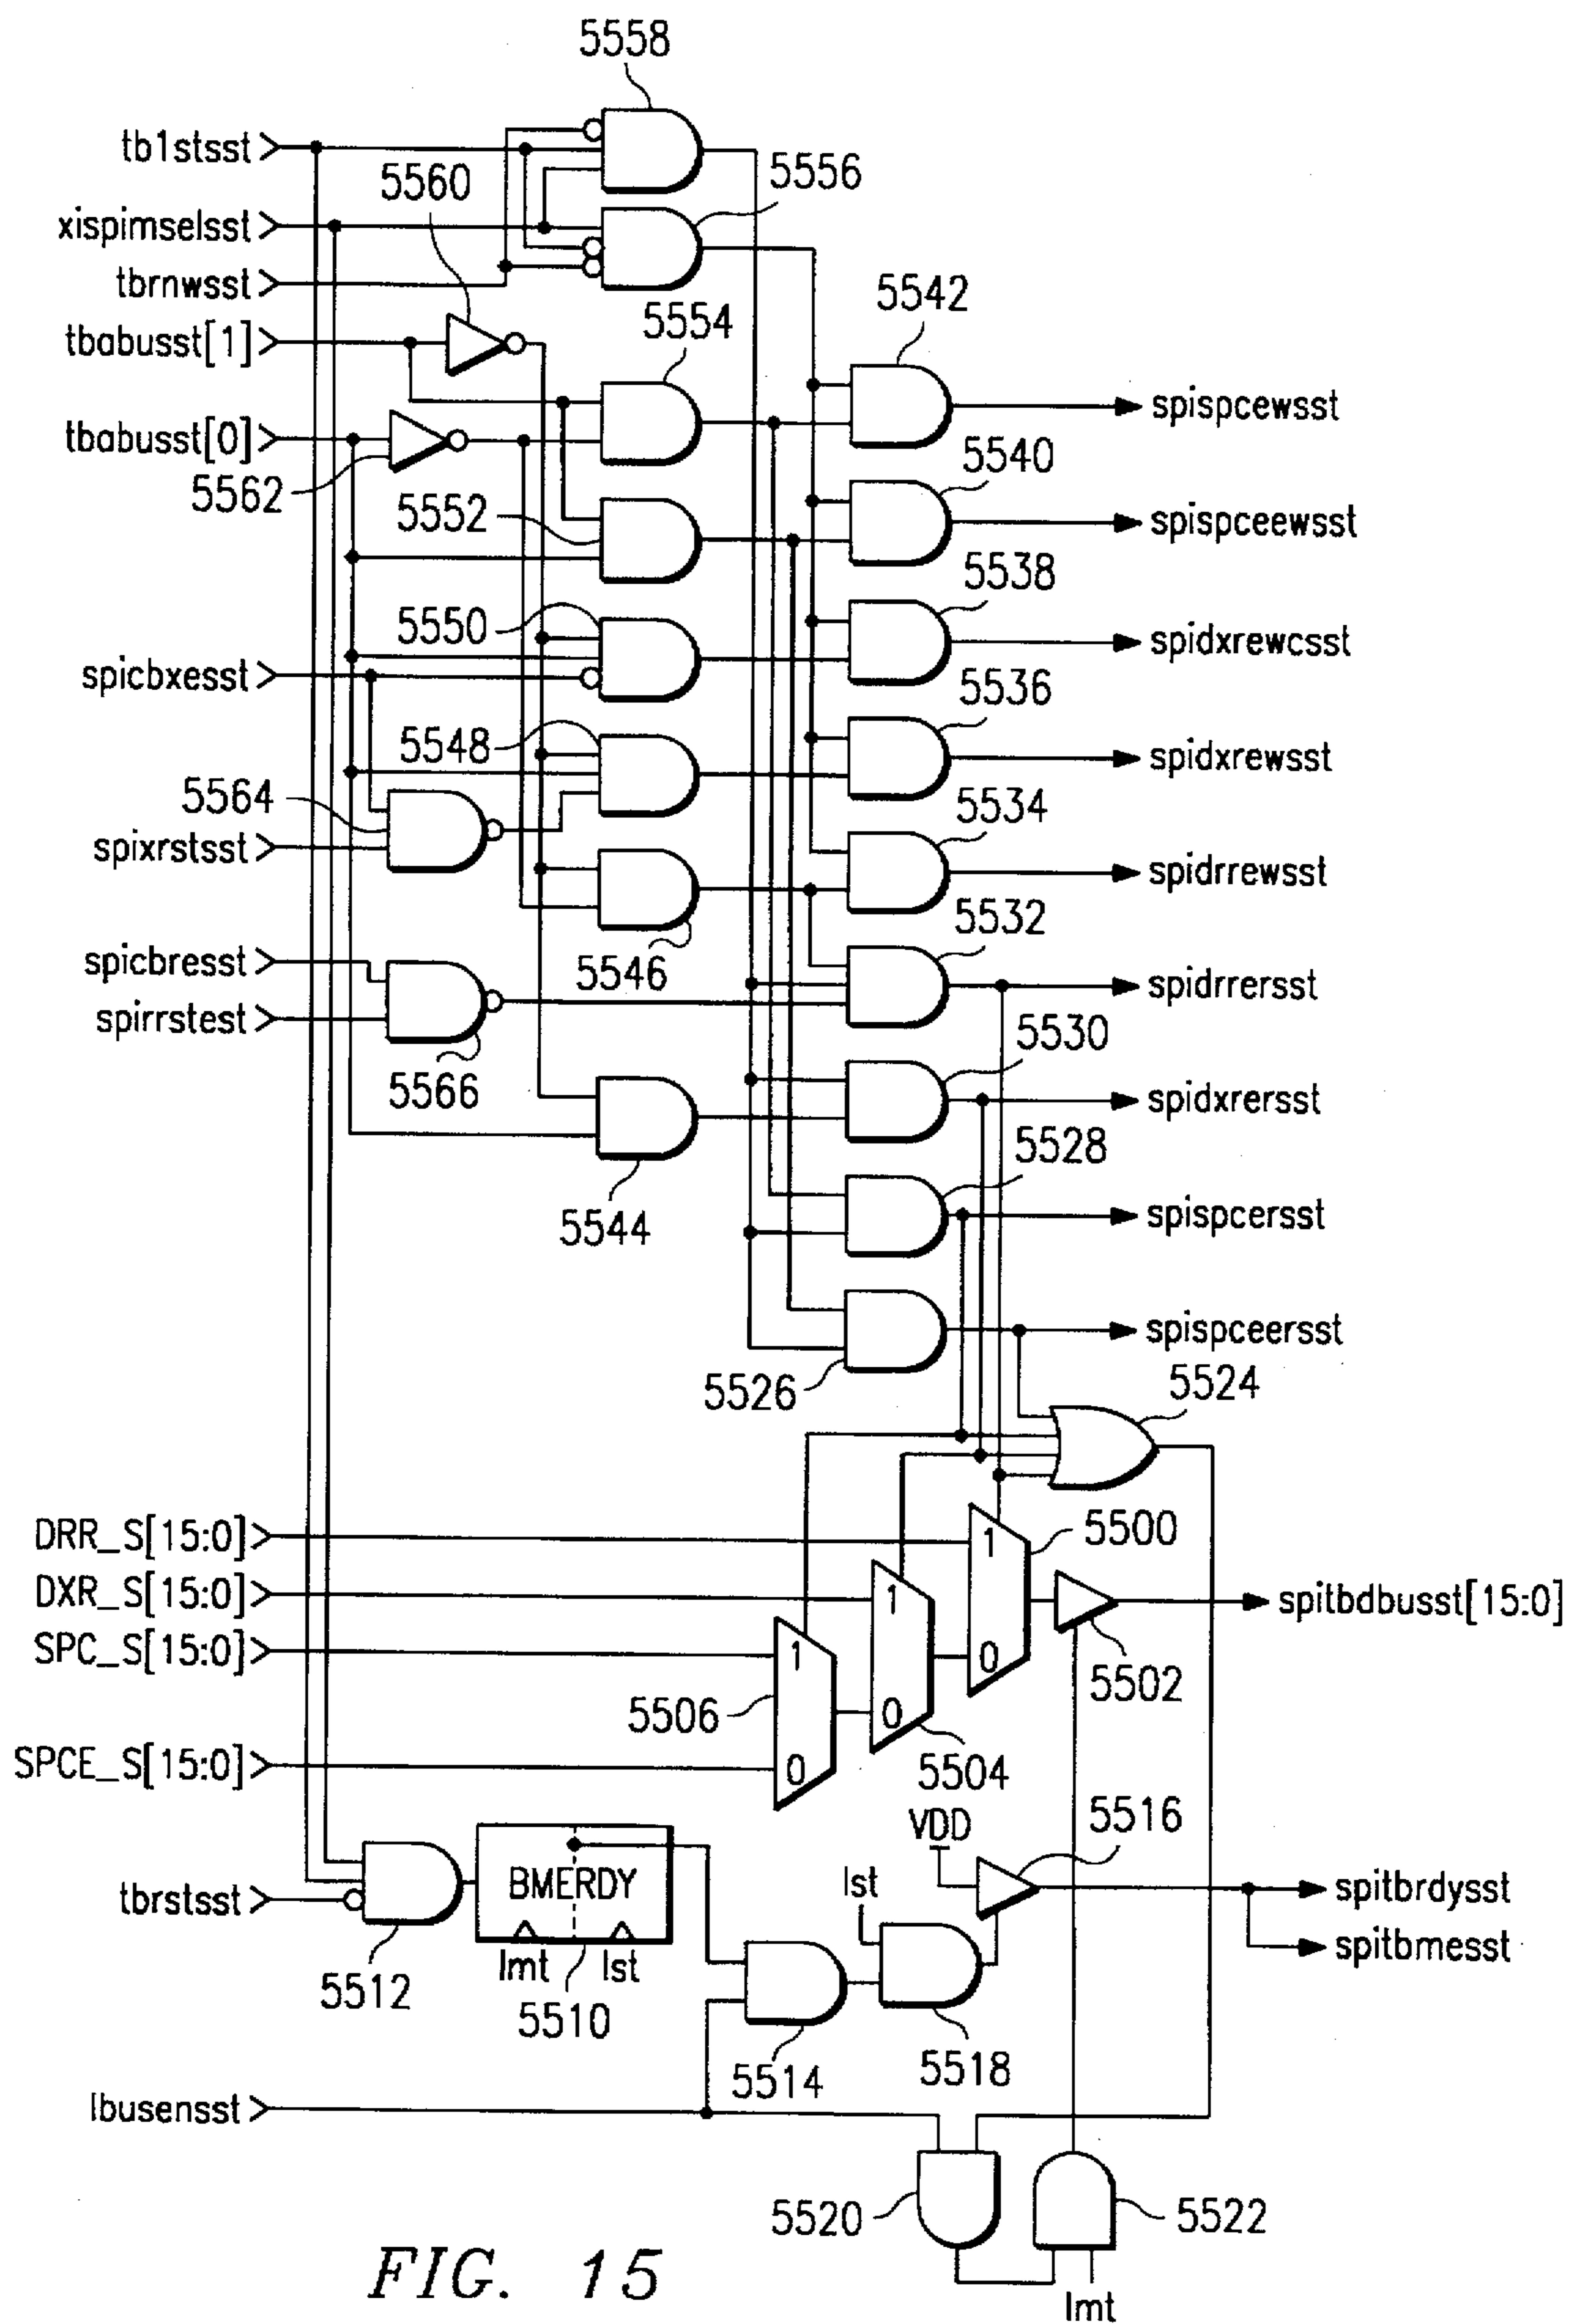 5558
tb1stsst
5560
5556
xispimselsst
tbrnwsst
5542
5554
tbabusst[1]
spispcewsst
tbabusst[0]
5540
5562
5552
spispceewsst
5538
5550
spidxrewcsst
spicbxesst
5536
5548
spidxrewsst
5564
5534
spixrstsst
spidrrewsst
5532
spicbresst
5546
spidrrersst
spirrstest
5530
5566
spidxrersst
5528
5544
spispcersst
spispceersst
5526
5524
DRR_S[15:0]
1
5500
DXR_S[15:0]
1
spitbdbusst[15:0]
SPC_S[15:0]
1
0
5502
5506
0
SPCE_S[15:0]
0
5504
VDD
5516
BMERDY
lst
spitbrdysst
tbrstsst
spitbmesst
lmt
lst
5512
5510
5514
5518
lbusensst
5520
5522
FIG. 15
lmt